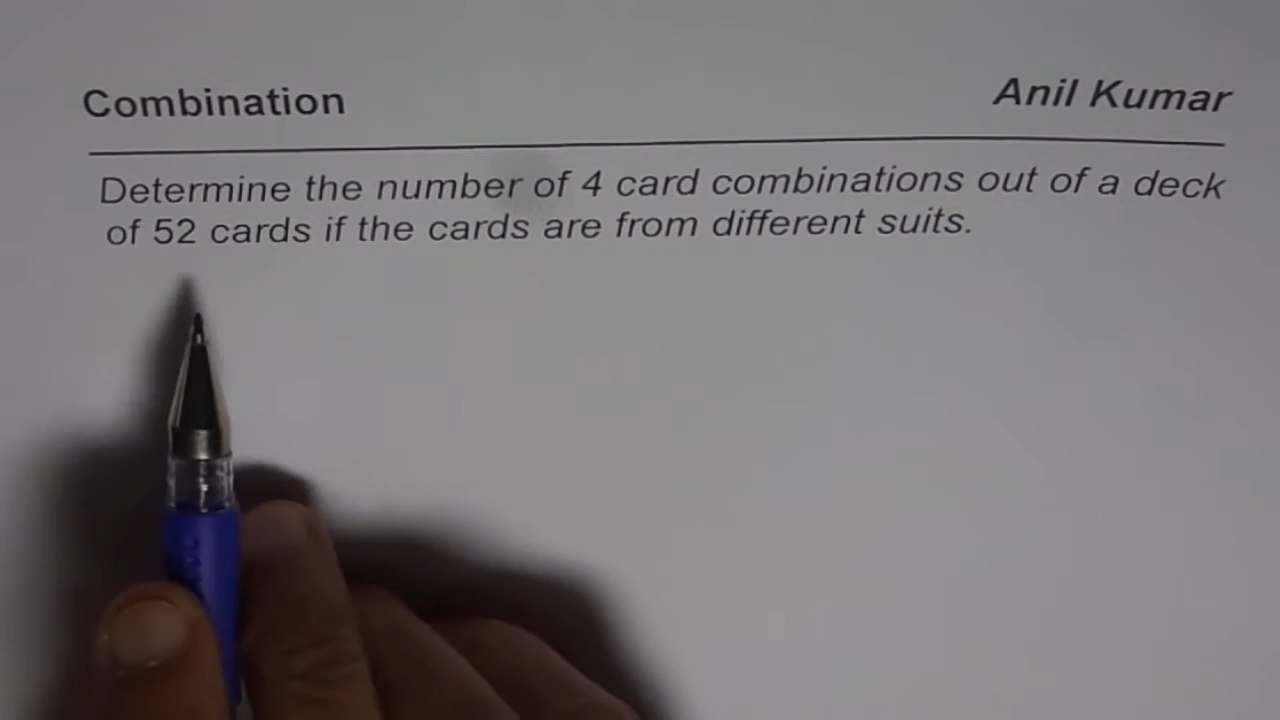 Combination
Anil Kumar
Determine the number of 4 card combinations out of a deck
of 52 cards if the cards are from different suits.